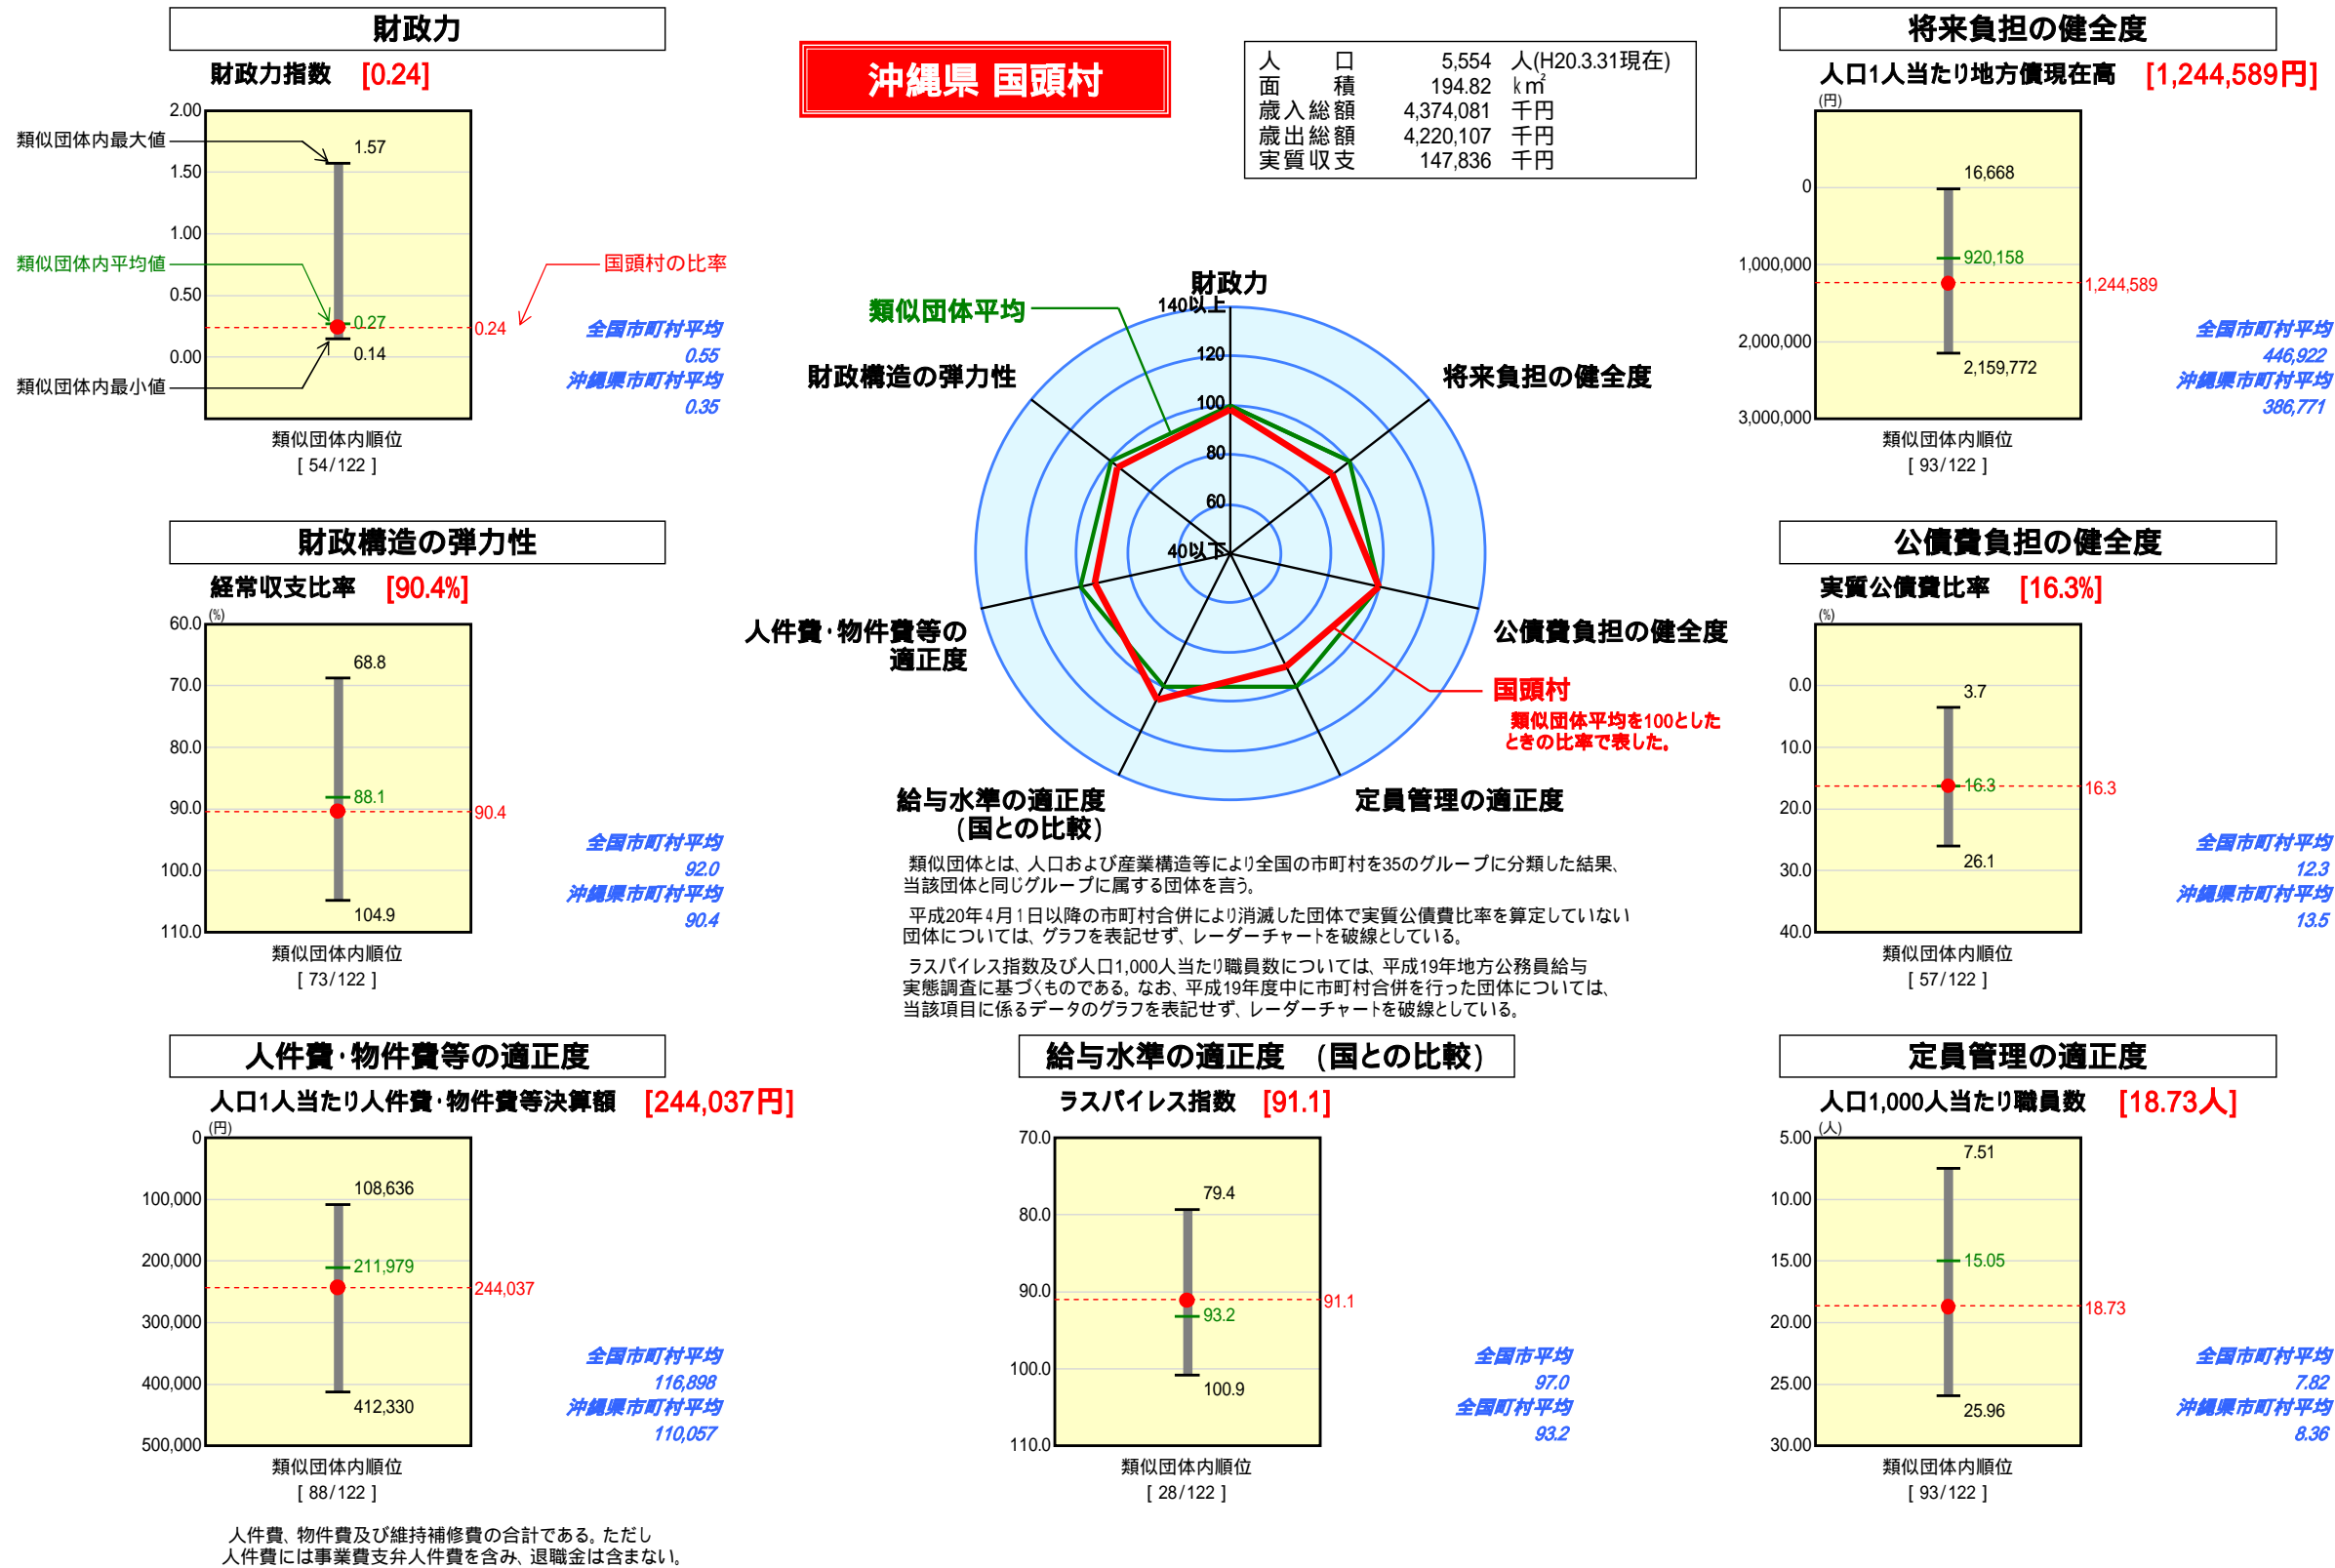 財政力
財政力指数 [0.24]
2.00
1.50
1.00
0.50
0.00
類似団体内最大値
類似団体内平均値
類似団体内最小値
1.57
0.27
0.14
0.24
国頭村の比率
全国市町村平均
0.55
沖縄県市町村平均
0.35
類似団体内順位
[ 54/122 ]
沖縄県 国頭村
人口 5,554 人(H20.3.31現在)
面積 194.82 k㎡
歳入総額 4,374,081 千円
歳出総額 4,220,107 千円
実質収支 147,836 千円
将来負担の健全度
人口1人当たり地方債現在高 [1,244,589円]
(円)
0
1,000,000
2,000,000
3,000,000
16,668
920,158
1,244,589
2,159,772
全国市町村平均
446,922
沖縄県市町村平均
386,771
類似団体内順位
[ 93/122 ]
財政力
140以上
120
100
80
60
40以下
類似団体平均
財政構造の弾力性
将来負担の健全度
人件費・物件費等の
適正度
公債費負担の健全度
給与水準の適正度
(国との比較)
定員管理の適正度
国頭村
類似団体平均を100とした
ときの比率で表した。
財政構造の弾力性
経常収支比率 [90.4%]
(%)
60.0
70.0
80.0
90.0
100.0
110.0
68.8
88.1
90.4
104.9
全国市町村平均
92.0
沖縄県市町村平均
90.4
類似団体内順位
[ 73/122 ]
公債費負担の健全度
実質公債費比率 [16.3%]
(%)
0.0
10.0
20.0
30.0
40.0
3.7
16.3
16.3
26.1
全国市町村平均
12.3
沖縄県市町村平均
13.5
類似団体内順位
[ 57/122 ]
類似団体とは、人口および産業構造等により全国の市町村を35のグループに分類した結果、
当該団体と同じグループに属する団体を言う。
平成20年4月1日以降の市町村合併により消滅した団体で実質公債費比率を算定していない
団体については、グラフを表記せず、レーダーチャートを破線としている。
ラスパイレス指数及び人口1,000人当たり職員数については、平成19年地方公務員給与
実態調査に基づくものである。なお、平成19年度中に市町村合併を行った団体については、
当該項目に係るデータのグラフを表記せず、レーダーチャートを破線としている。
人件費・物件費等の適正度
人口1人当たり人件費・物件費等決算額 [244,037円]
(円)
0
100,000
200,000
300,000
400,000
500,000
108,636
211,979
244,037
412,330
全国市町村平均
116,898
沖縄県市町村平均
110,057
類似団体内順位
[ 88/122 ]
人件費、物件費及び維持補修費の合計である。ただし
人件費には事業費支弁人件費を含み、退職金は含まない。
給与水準の適正度 (国との比較)
ラスパイレス指数 [91.1]
70.0
80.0
90.0
100.0
110.0
79.4
91.1
93.2
100.9
全国市平均
97.0
全国町村平均
93.2
類似団体内順位
[ 28/122 ]
定員管理の適正度
人口1,000人当たり職員数 [18.73人]
(人)
5.00
10.00
15.00
20.00
25.00
30.00
7.51
15.05
18.73
25.96
全国市町村平均
7.82
沖縄県市町村平均
8.36
類似団体内順位
[ 93/122 ]